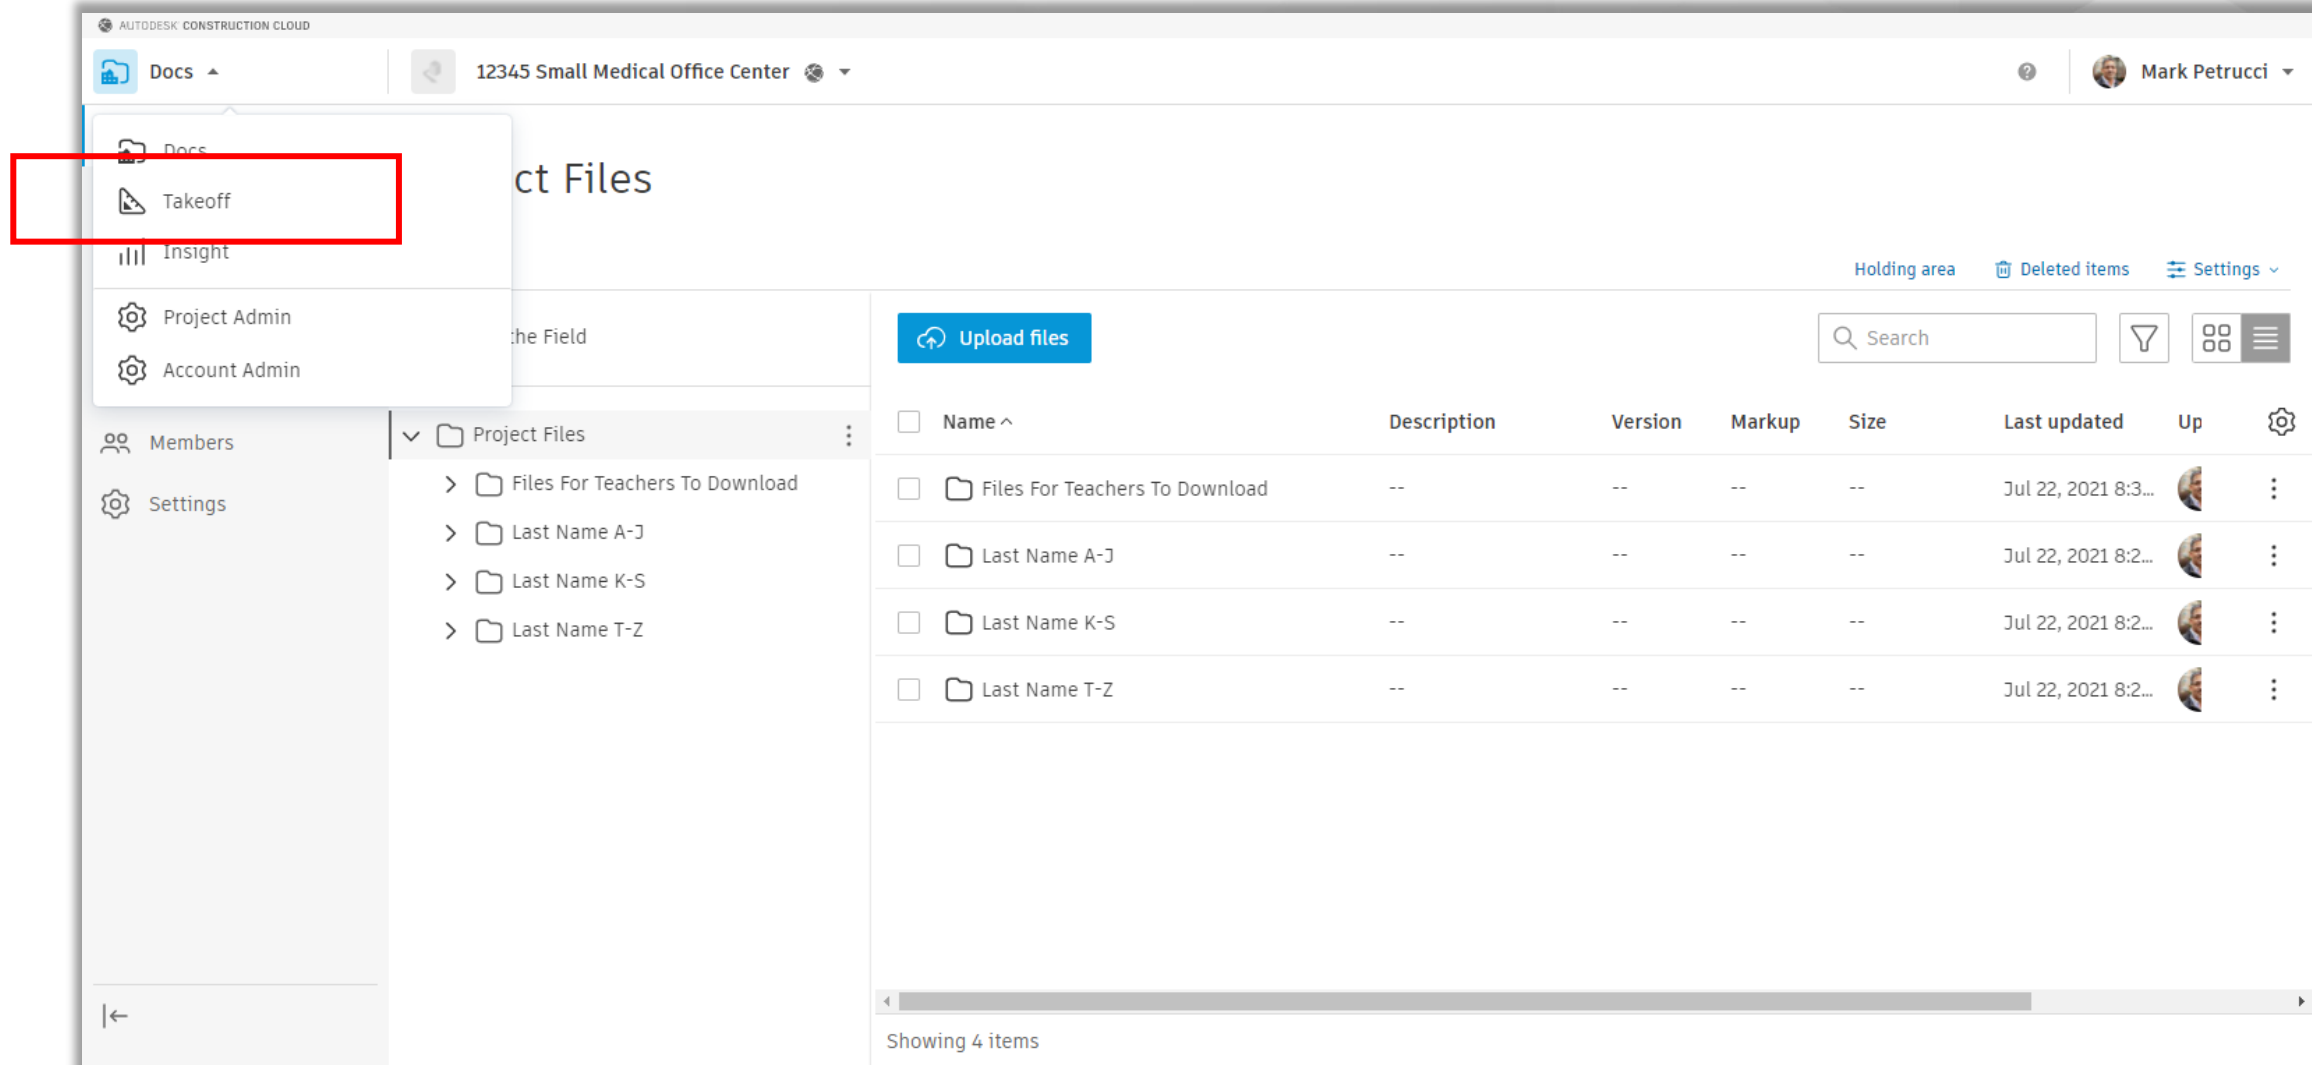 AUTODESK CONSTRUCTION CLOUD
Docs
12345 Small Medical Office Center
Mark Petrucci
Docs
Takeoff
Insight
Project Admin
Account Admin
ct Files
Holding area
Deleted items
Settings
the Field
Upload files
Search
Members
Settings
Project Files
Files For Teachers To Download
Last Name A-J
Last Name K-S
Last Name T-Z
Name Description Version Markup Size Last updated Up
Files For Teachers To Download -- -- -- -- Jul 22, 2021 8:3...
Last Name A-J -- -- -- -- Jul 22, 2021 8:2...
Last Name K-S -- -- -- -- Jul 22, 2021 8:2...
Last Name T-Z -- -- -- -- Jul 22, 2021 8:2...
Showing 4 items